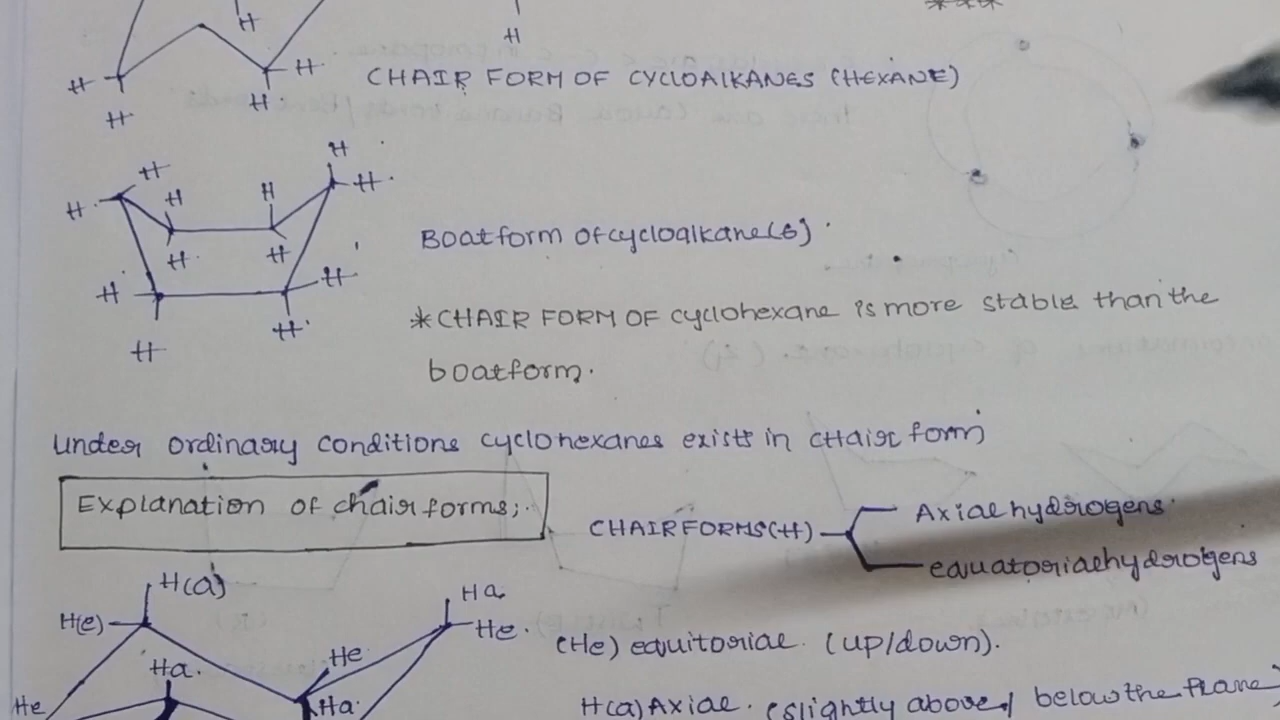 ***
H
H
H
H
CHAIR FORM OF CYCLOALKANES (HEXANE)
H
H
H
H
H
H
H
H
H
Boatform Of cycloalkane(6)
H
H
H
H
H
*CHAIR FORM OF cyclohexane is more stable than the
boatform.
under ordinary conditions cyclohexanes exists in CHair form
Explanation of chair forms;.
CHAIRFORMS(H)
Axial hydrogens
equatorial hydrogens
H(a)
H(e)
Ha
He
(He) equitorial. (up/down).
Ha.
He
He
Ha
H(a) Axial. (slightly above/ below the Plane)